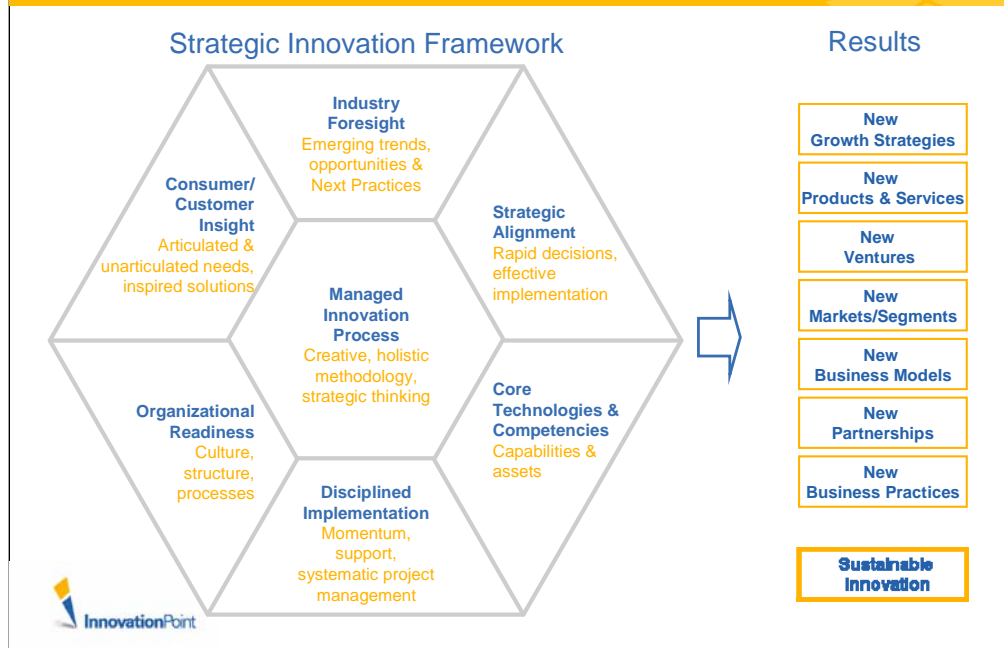 Strategic Innovation Framework
Results
Industry
Foresight
Emerging trends,
opportunities &
Next Practices
Consumer/
Customer
Insight
Articulated &
unarticulated needs,
inspired solutions
Strategic
Alignment
Rapid decisions,
effective
implementation
Managed
Innovation
Process
Creative, holistic
methodology,
strategic thinking
Organizational
Readiness
Culture,
structure,
processes
Core
Technologies &
Competencies
Capabilities &
assets
Disciplined
Implementation
Momentum,
support,
systematic project
management
New
Growth Strategies
New
Products & Services
New
Ventures
New
Markets/Segments
New
Business Models
New
Partnerships
New
Business Practices
Sustainable
Innovation
InnovationPoint